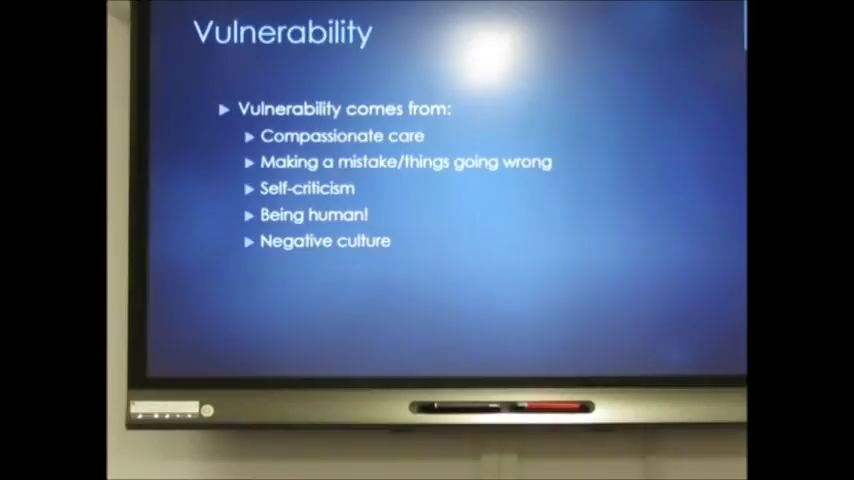 Vulnerability
Vulnerability comes from:
Compassionate care
Making a mistake/things going wrong
Self-criticism
Being human!
Negative culture